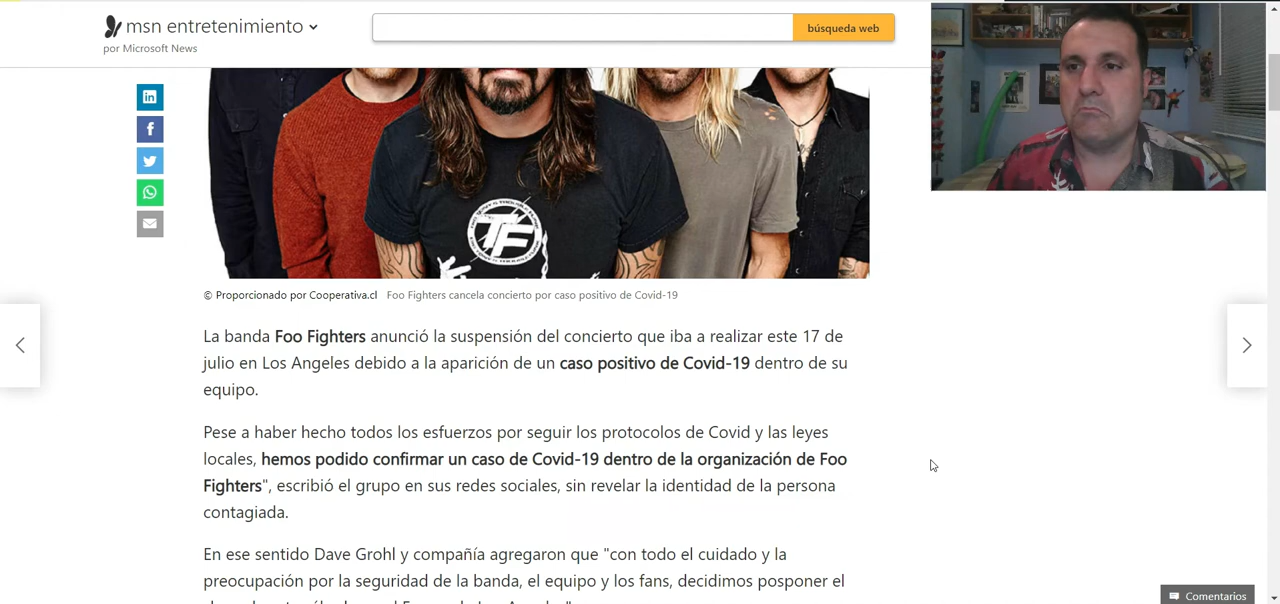 msn entretenimiento
búsqueda web
por Microsoft News
TF
© Proporcionado por Cooperativa.cl Foo Fighters cancela concierto por caso positivo de Covid-19
La banda Foo Fighters anunció la suspensión del concierto que iba a realizar este 17 de
julio en Los Angeles debido a la aparición de un caso positivo de Covid-19 dentro de su
equipo.
Pese a haber hecho todos los esfuerzos por seguir los protocolos de Covid y las leyes
locales, hemos podido confirmar un caso de Covid-19 dentro de la organización de Foo
Fighters", escribió el grupo en sus redes sociales, sin revelar la identidad de la persona
contagiada.
En ese sentido Dave Grohl y compañía agregaron que "con todo el cuidado y la
preocupación por la seguridad de la banda, el equipo y los fans, decidimos posponer el
Comentarios